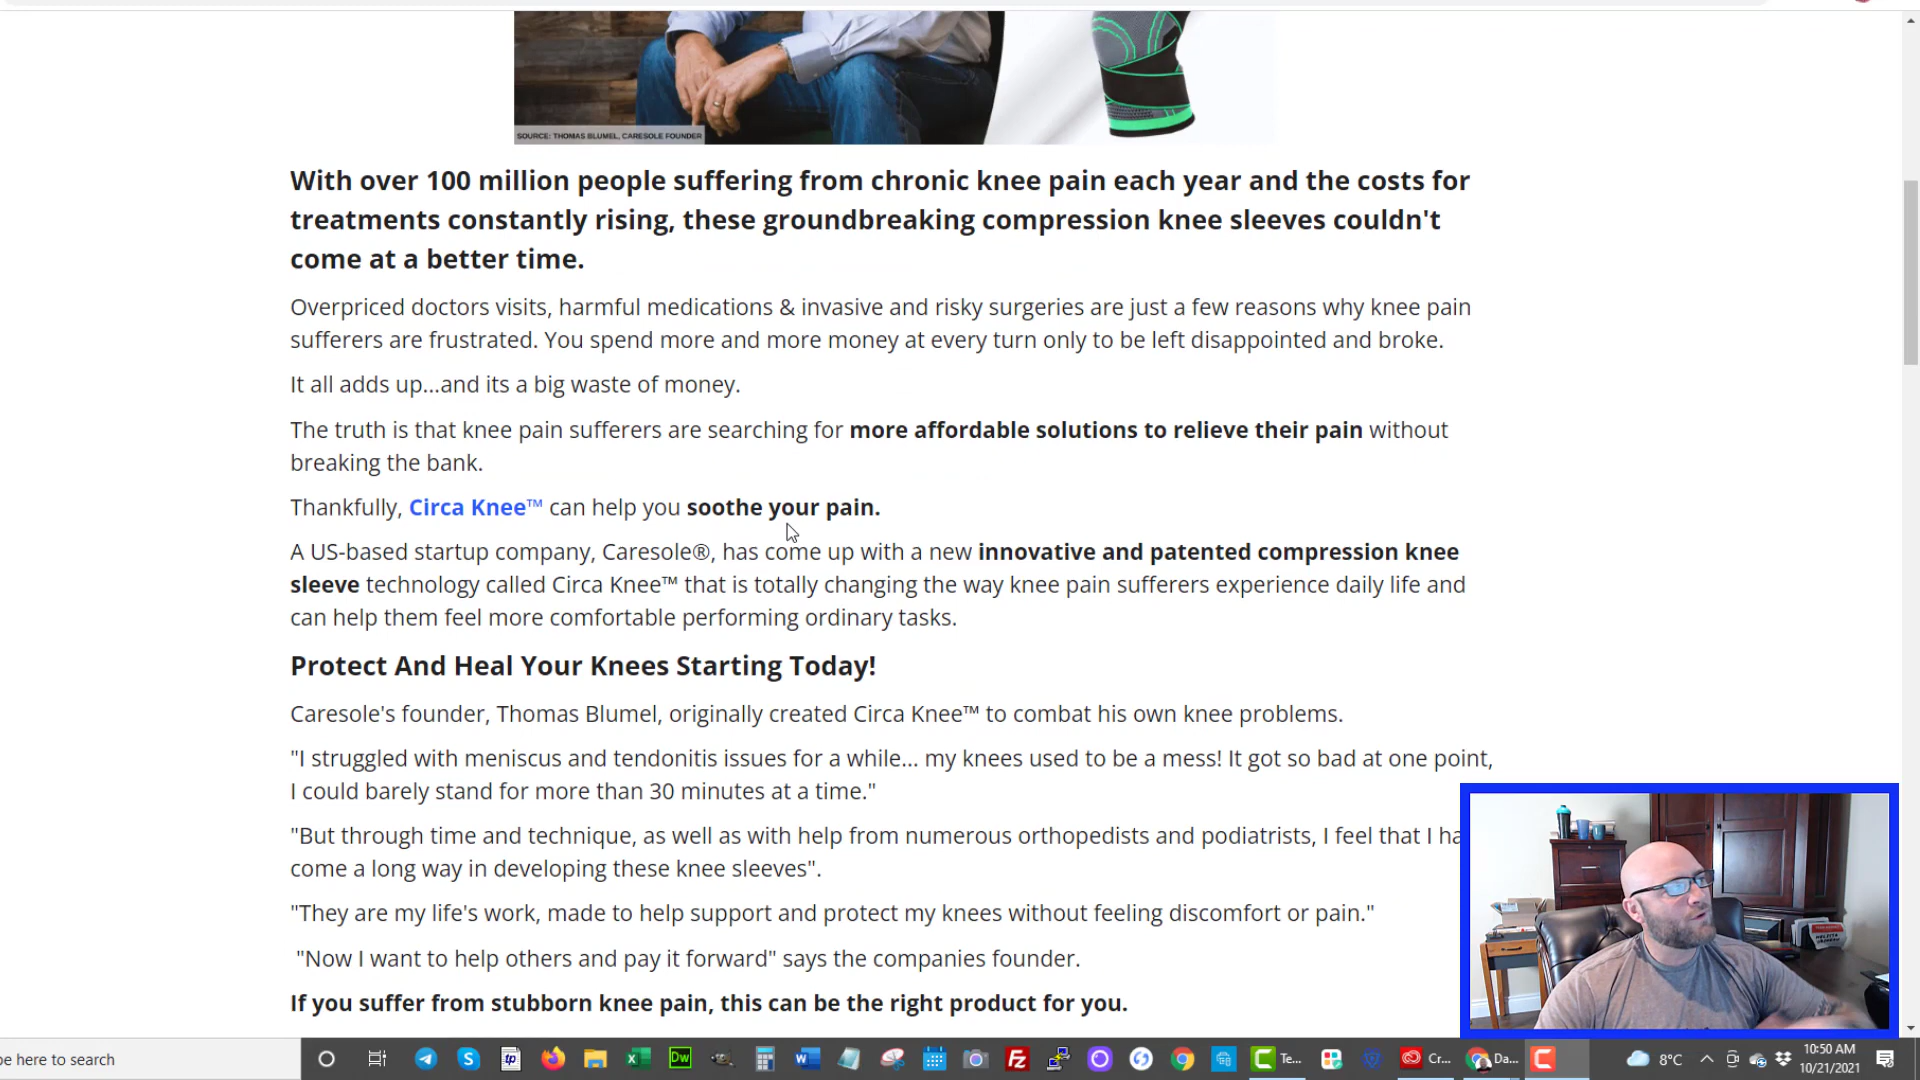 SOURCE: THOMAS BLUMEL, CARESOLE FOUNDER
With over 100 million people suffering from chronic knee pain each year and the costs for
treatments constantly rising, these groundbreaking compression knee sleeves couldn't
come at a better time.
Overpriced doctors visits, harmful medications & invasive and risky surgeries are just a few reasons why knee pain
sufferers are frustrated. You spend more and more money at every turn only to be left disappointed and broke.
It all adds up...and its a big waste of money.
The truth is that knee pain sufferers are searching for more affordable solutions to relieve their pain without
breaking the bank.
Thankfully, Circa Knee™ can help you soothe your pain.
A US-based startup company, Caresole®, has come up with a new innovative and patented compression knee
sleeve technology called Circa Knee™ that is totally changing the way knee pain sufferers experience daily life and
can help them feel more comfortable performing ordinary tasks.
Protect And Heal Your Knees Starting Today!
Caresole's founder, Thomas Blumel, originally created Circa Knee™ to combat his own knee problems.
"I struggled with meniscus and tendonitis issues for a while... my knees used to be a mess! It got so bad at one point,
I could barely stand for more than 30 minutes at a time."
"But through time and technique, as well as with help from numerous orthopedists and podiatrists, I feel that I ha
come a long way in developing these knee sleeves".
"They are my life's work, made to help support and protect my knees without feeling discomfort or pain."
"Now I want to help others and pay it forward" says the companies founder.
If you suffer from stubborn knee pain, this can be the right product for you.
pe here to search
tp
Dw
Te...
Cr...
Da...
8°C
10:50 AM
10/21/2021